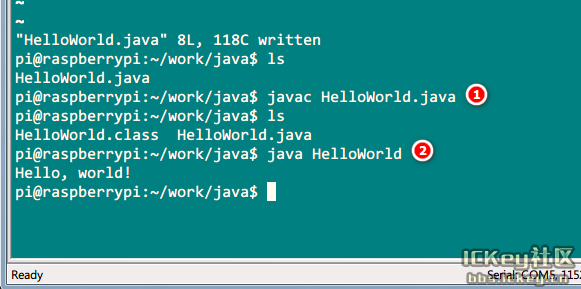 ~
~
"HelloWorld.java" 8L, 118C written
pi@raspberrypi:~/work/java$ ls
HelloWorld.java
pi@raspberrypi:~/work/java$ javac HelloWorld.java 1
pi@raspberrypi:~/work/java$ ls
HelloWorld.class  HelloWorld.java
pi@raspberrypi:~/work/java$ java HelloWorld 2
Hello, world!
pi@raspberrypi:~/work/java$
ICKey社区
Ready
Serial: COM5, 1152
bbs.ickey.cn